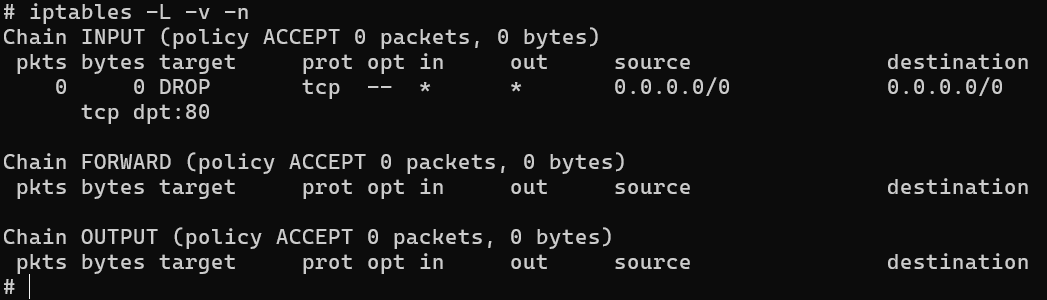 # iptables -L -v -n
Chain INPUT (policy ACCEPT 0 packets, 0 bytes)
 pkts bytes target     prot opt in     out     source               destination
    0     0 DROP       tcp  --  *      *       0.0.0.0/0            0.0.0.0/0
      tcp dpt:80

Chain FORWARD (policy ACCEPT 0 packets, 0 bytes)
 pkts bytes target     prot opt in     out     source               destination

Chain OUTPUT (policy ACCEPT 0 packets, 0 bytes)
 pkts bytes target     prot opt in     out     source               destination
#